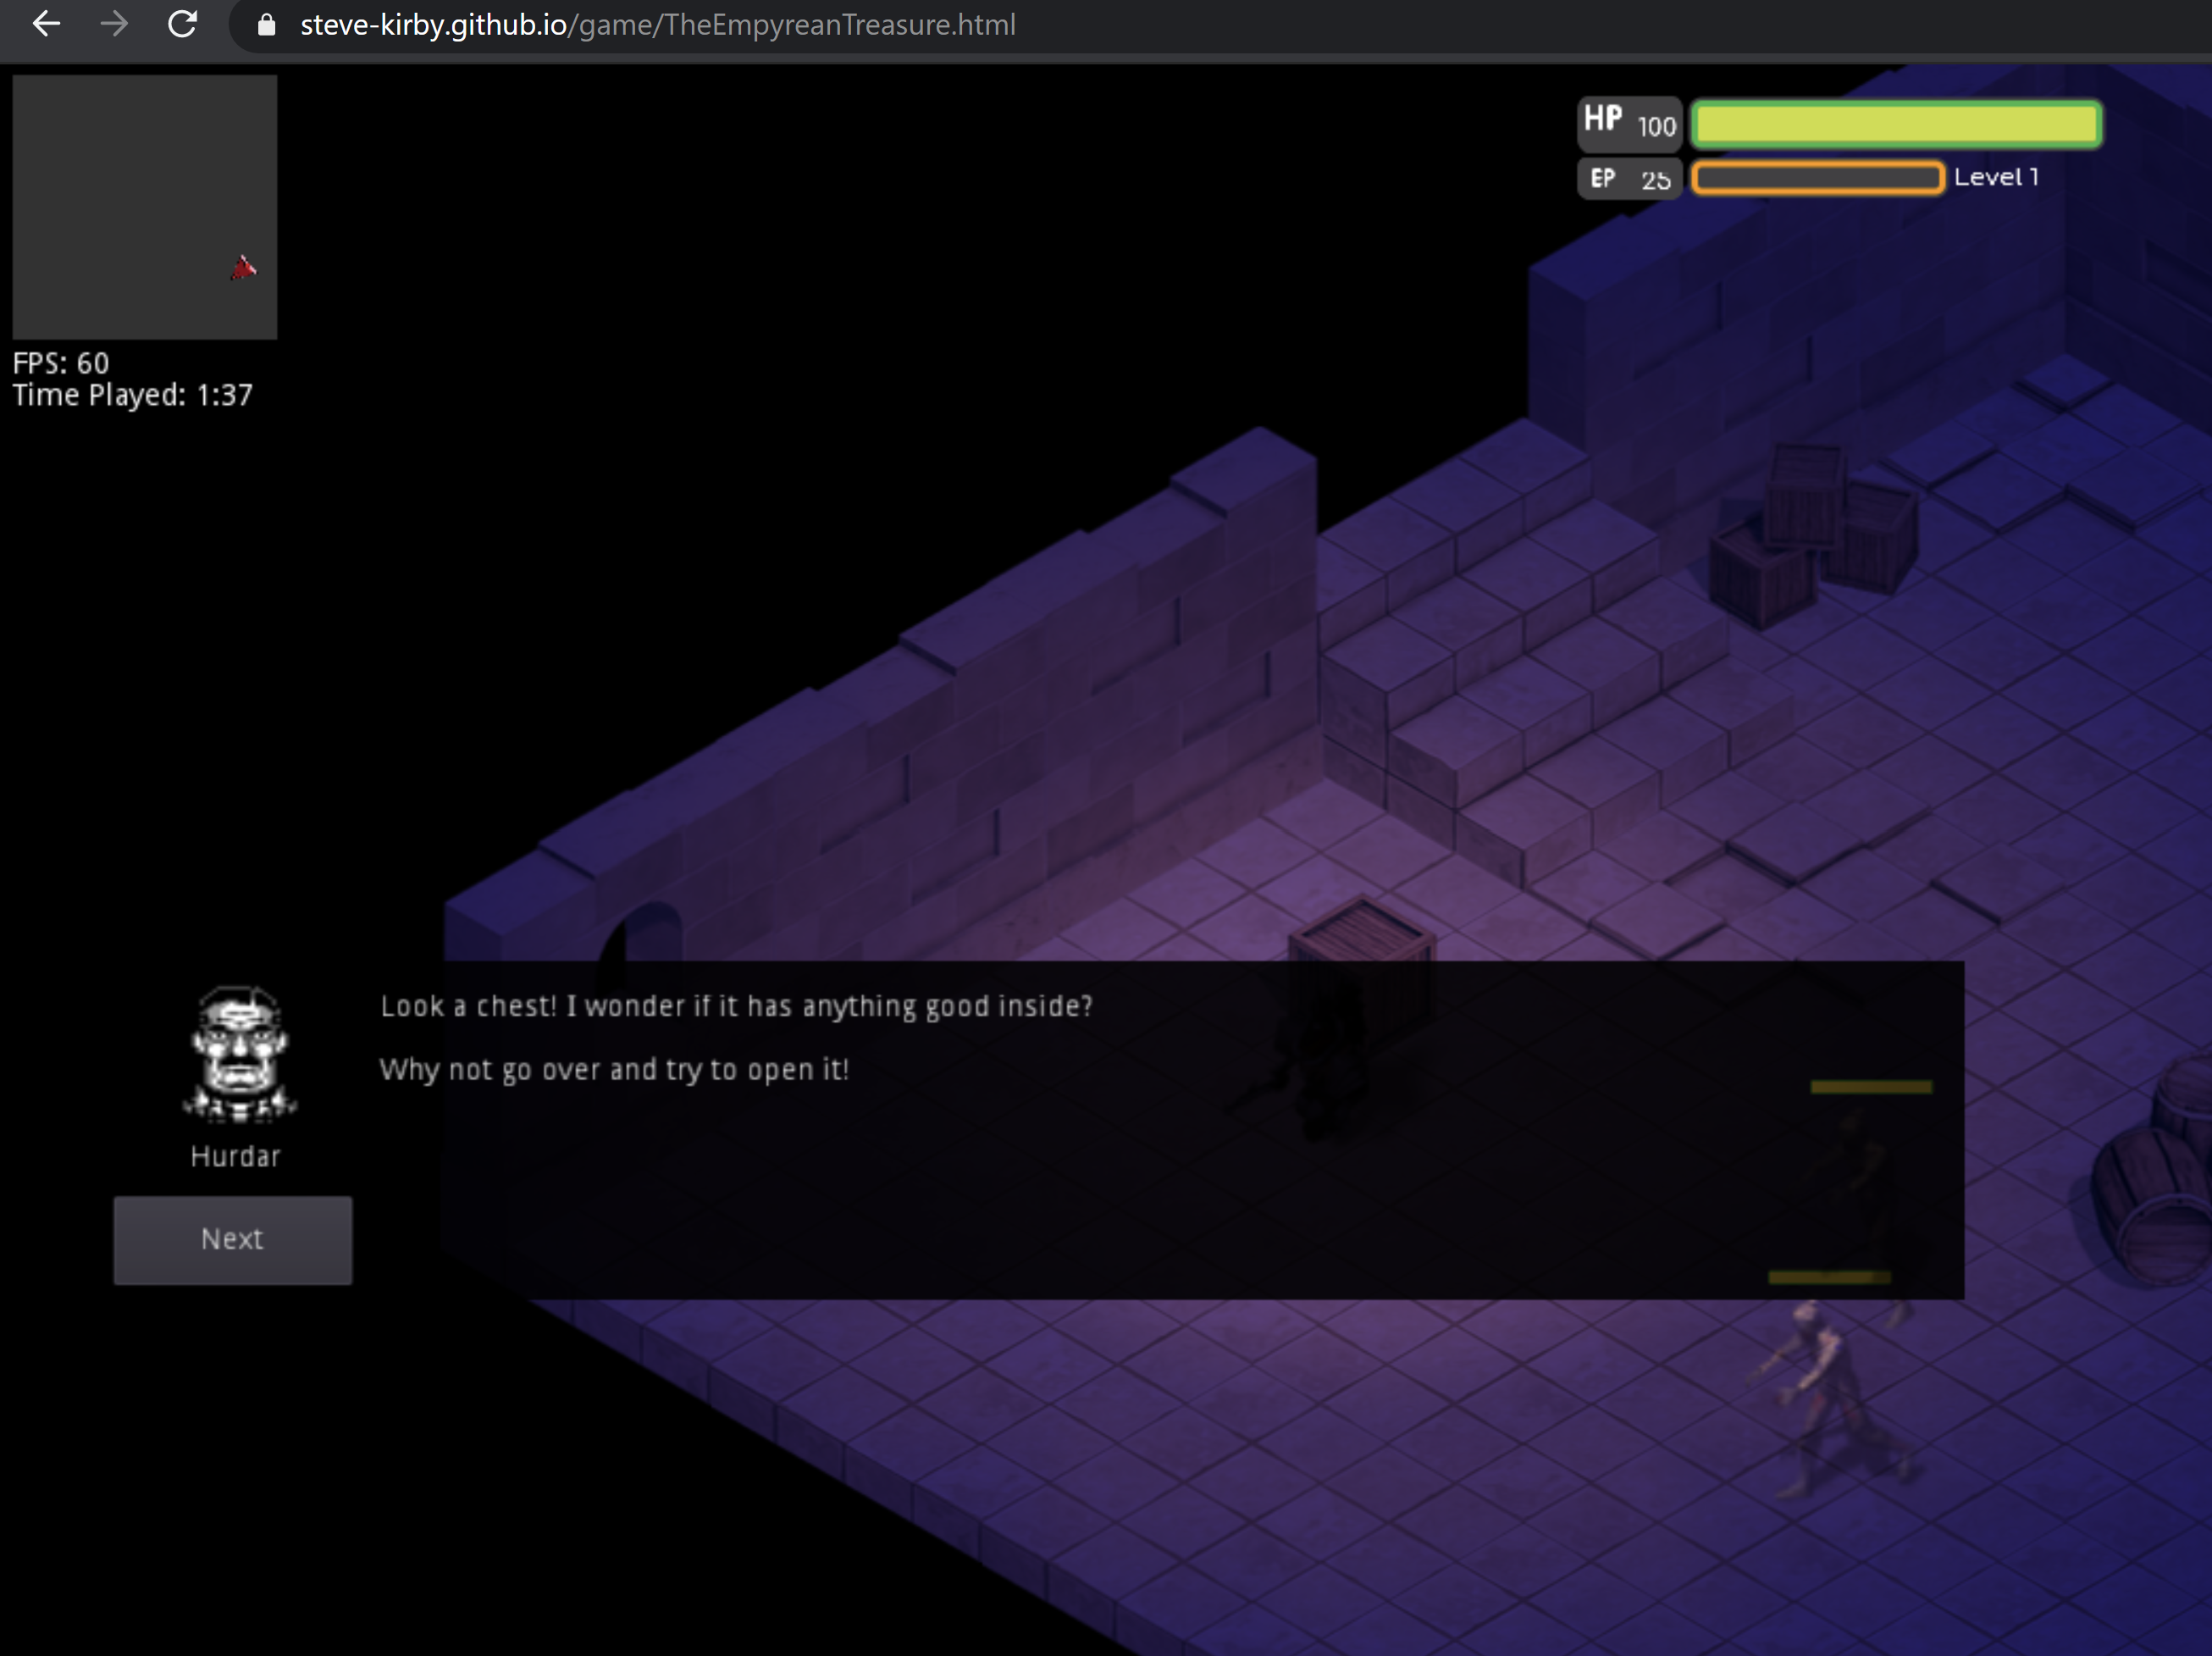 steve-kirby.github.io/game/TheEmpyreanTreasure.html
HP 100
EP 25 Level 1
FPS: 60
Time Played: 1:37
Look a chest! I wonder if it has anything good inside?
Why not go over and try to open it!
Hurdar
Next